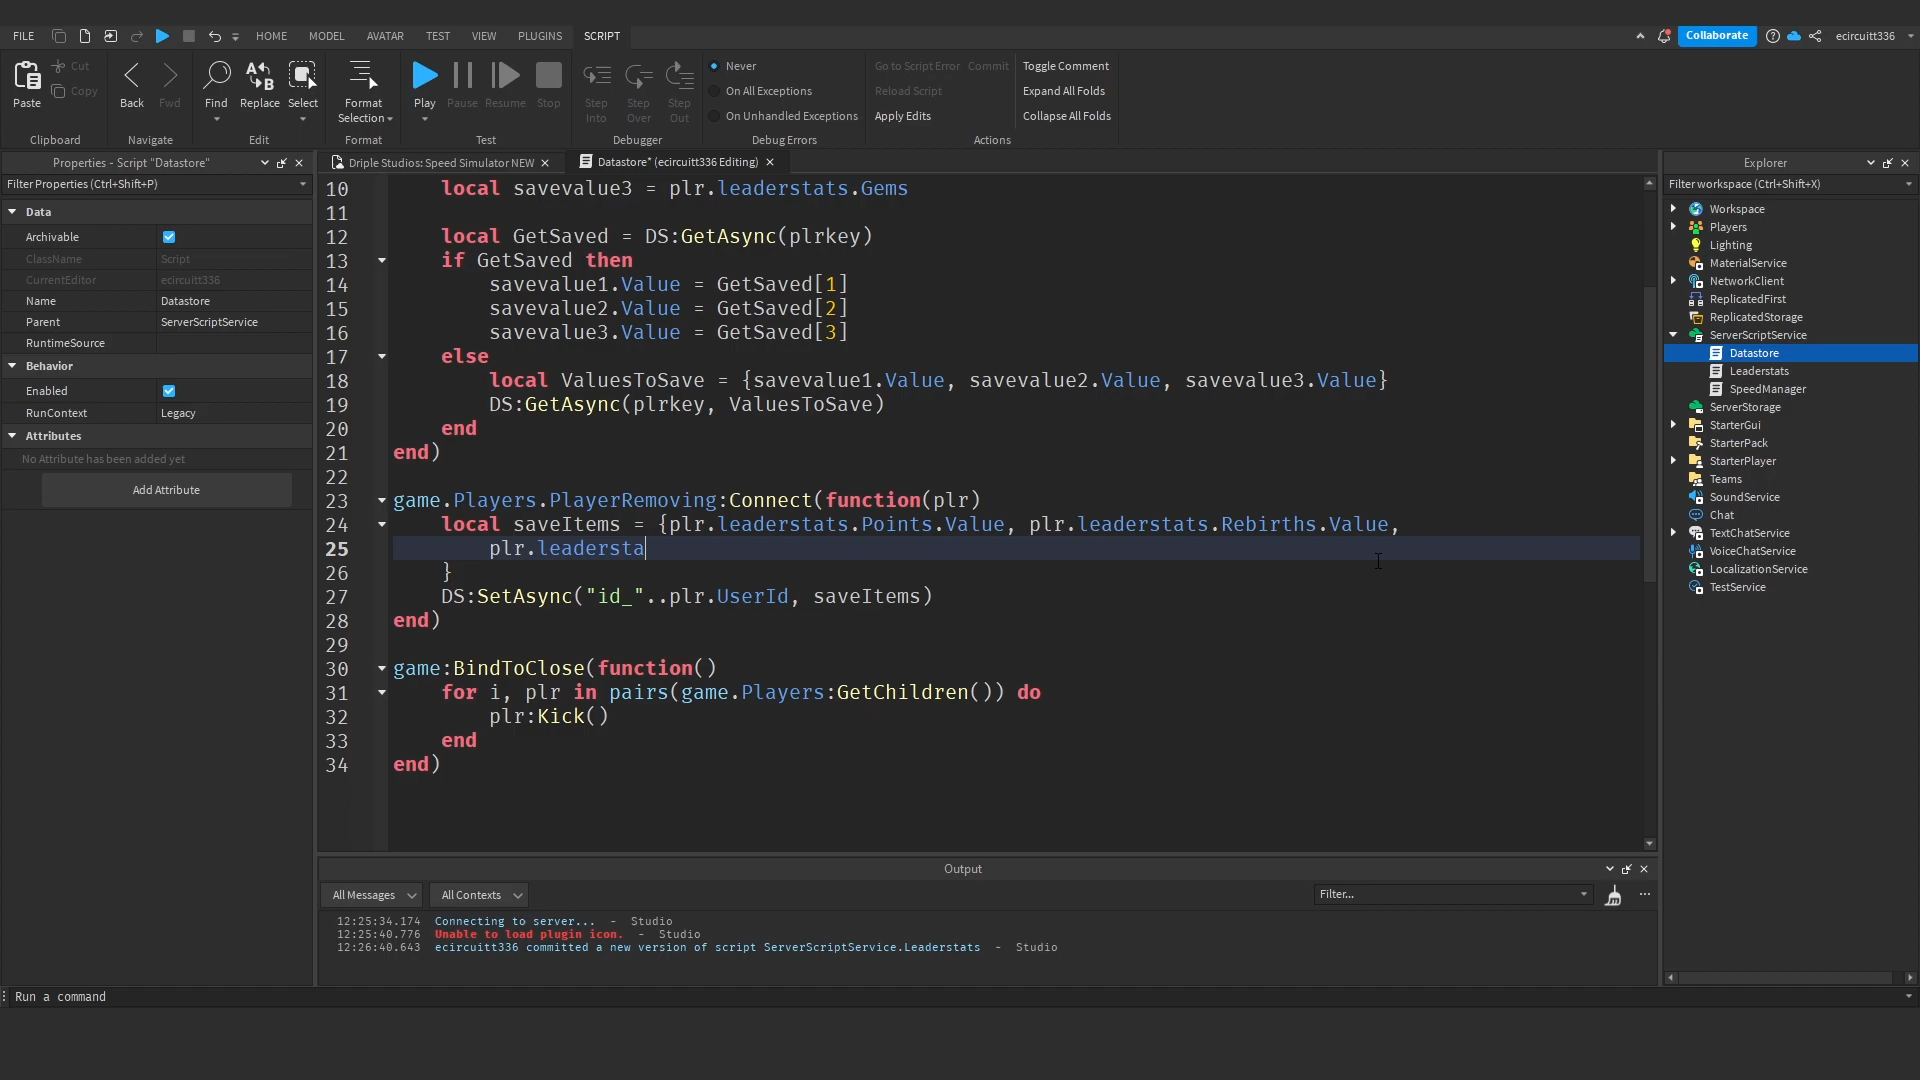 FILE HOME MODEL AVATAR TEST VIEW PLUGINS SCRIPT Collaborate ecircuitt336
Paste Cut Copy Back Fwd Find Replace Select Format Selection Play Pause Resume Stop Step Into Step Over Step Out
Never Go to Script Error Commit Toggle Comment
On All Exceptions Reload Script Expand All Folds
On Unhandled Exceptions Apply Edits Collapse All Folds
Clipboard Navigate Edit Format Test Debugger Debug Errors Actions
Properties - Script "Datastore"
Filter Properties (Ctrl+Shift+P)
Data
Archivable
ClassName Script
CurrentEditor ecircuitt336
Name Datastore
Parent ServerScriptService
RuntimeSource
Behavior
Enabled
RunContext Legacy
Attributes
No Attribute has been added yet
Add Attribute
Driple Studios: Speed Simulator NEW Datastore* (ecircuitt336 Editing)
10 local savevalue3 = plr.leaderstats.Gems
11
12 local GetSaved = DS:GetAsync(plrkey)
13 if GetSaved then
14 savevalue1.Value = GetSaved[1]
15 savevalue2.Value = GetSaved[2]
16 savevalue3.Value = GetSaved[3]
17 else
18 local ValuesToSave = {savevalue1.Value, savevalue2.Value, savevalue3.Value}
19 DS:GetAsync(plrkey, ValuesToSave)
20 end
21 end)
22
23 game.Players.PlayerRemoving:Connect(function(plr)
24 local saveItems = {plr.leaderstats.Points.Value, plr.leaderstats.Rebirths.Value,
25 plr.leadersta
26 }
27 DS:SetAsync("id_"..plr.UserId, saveItems)
28 end)
29
30 game:BindToClose(function()
31 for i, plr in pairs(game.Players:GetChildren()) do
32 plr:Kick()
33 end
34 end)
Output
All Messages All Contexts Filter...
12:25:34.174 Connecting to server... - Studio
12:25:40.776 Unable to load plugin icon. - Studio
12:26:40.643 ecircuitt336 committed a new version of script ServerScriptService.Leaderstats - Studio
Explorer
Filter workspace (Ctrl+Shift+X)
Workspace
Players
Lighting
MaterialService
NetworkClient
ReplicatedFirst
ReplicatedStorage
ServerScriptService
Datastore
Leaderstats
SpeedManager
ServerStorage
StarterGui
StarterPack
StarterPlayer
Teams
SoundService
Chat
TextChatService
VoiceChatService
LocalizationService
TestService
Run a command